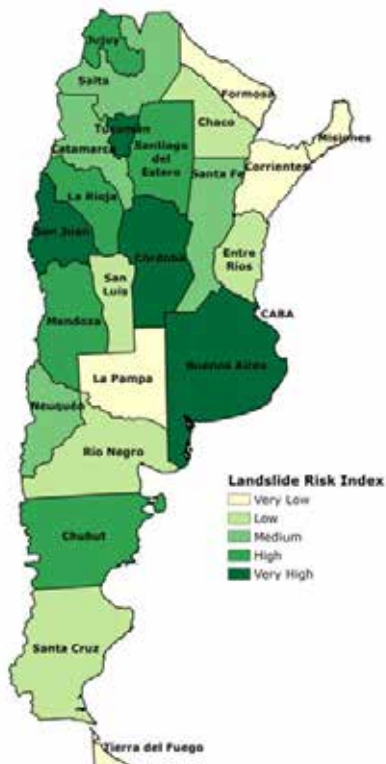 Jujuy
Salta
Formosa
Chaco
Misiones
Tucumán
Catamarca
Santiago
del
Estero
Corrientes
Santa Fe
La Rioja
San Juan
Córdoba
Entre
Ríos
San
Luis
CABA
Mendoza
Buenos Aires
La Pampa
Neuquén
Río Negro
Landslide Risk Index
Very Low
Low
Medium
High
Very High
Chubut
Santa Cruz
Tierra del Fuego